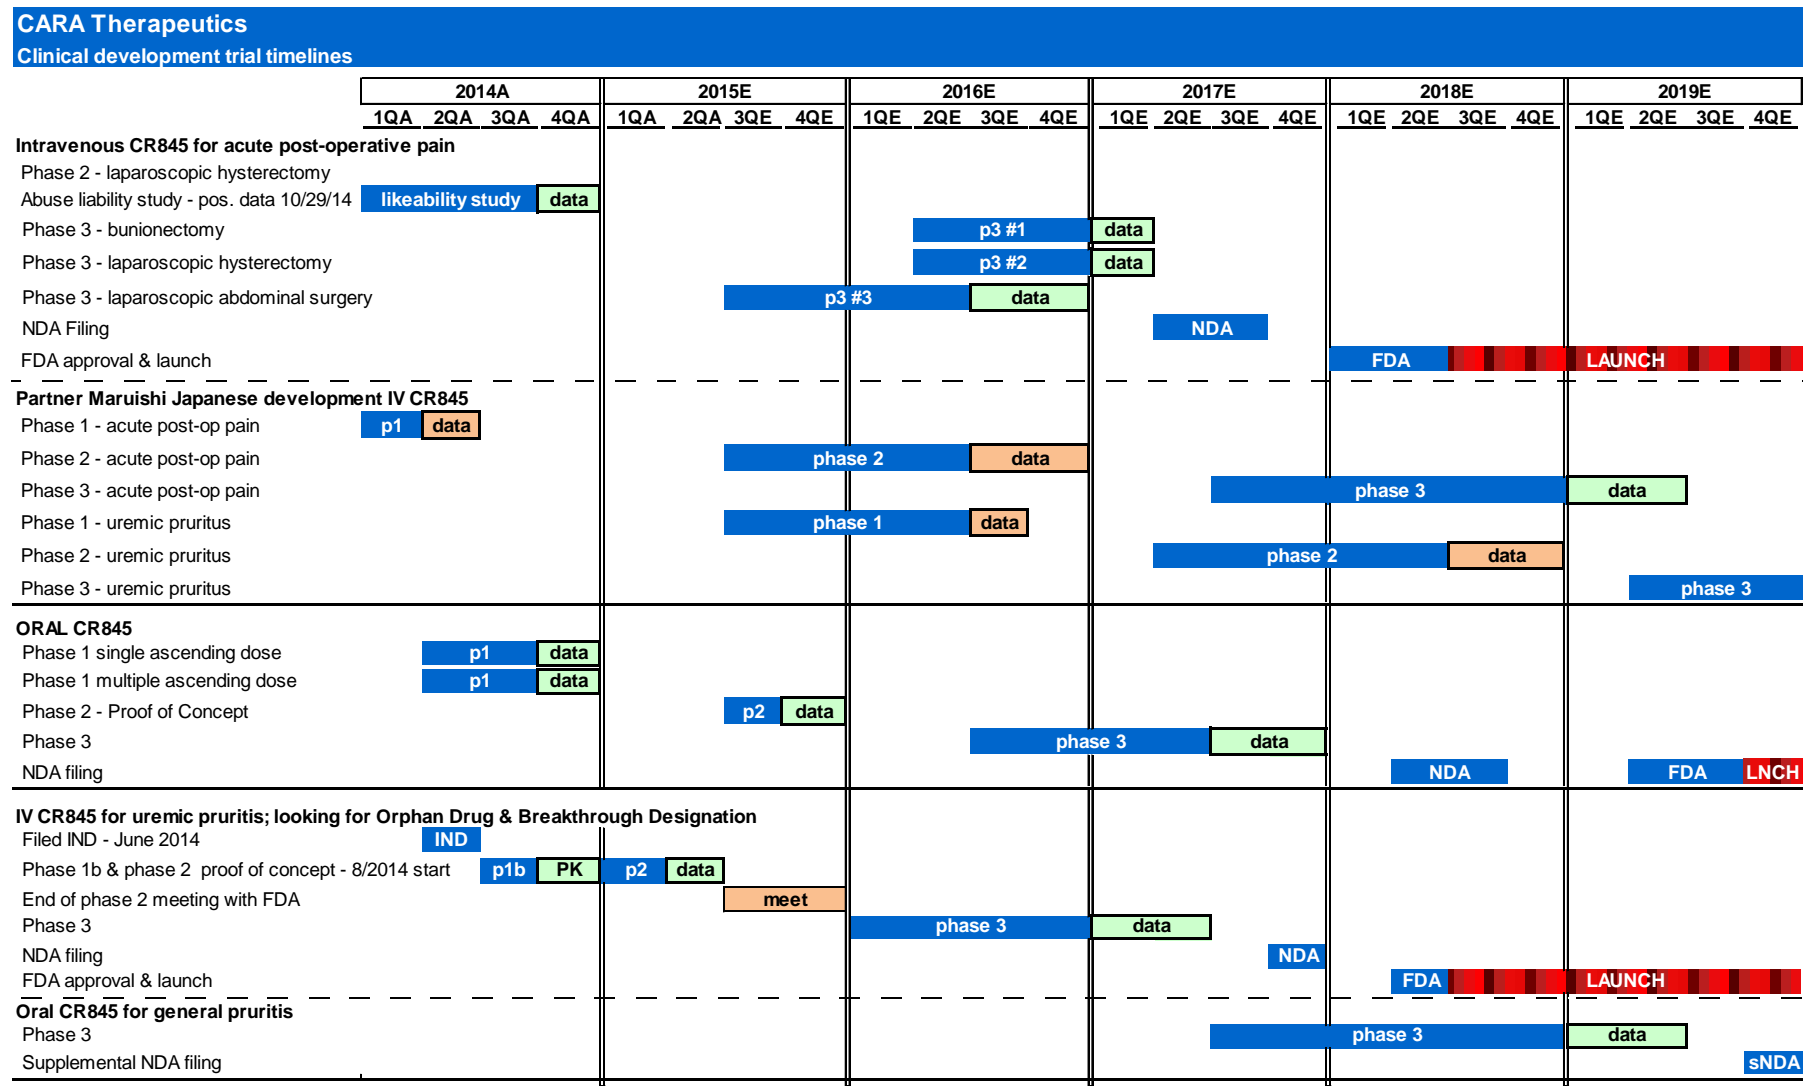 CARA Therapeutics
Clinical development trial timelines
2014A 2015E 2016E 2017E 2018E 2019E
1QA 2QA 3QA 4QA 1QA 2QA 3QE 4QE 1QE 2QE 3QE 4QE 1QE 2QE 3QE 4QE 1QE 2QE 3QE 4QE 1QE 2QE 3QE 4QE
Intravenous CR845 for acute post-operative pain
Phase 2 - laparoscopic hysterectomy
Abuse liability study - pos. data 10/29/14 likeability study data
Phase 3 - bunionectomy p3 #1 data
Phase 3 - laparoscopic hysterectomy p3 #2 data
Phase 3 - laparoscopic abdominal surgery p3 #3 data
NDA Filing NDA
FDA approval & launch FDA LAUNCH
Partner Maruishi Japanese development IV CR845
Phase 1 - acute post-op pain p1 data
Phase 2 - acute post-op pain phase 2 data
Phase 3 - acute post-op pain phase 3 data
Phase 1 - uremic pruritus phase 1 data
Phase 2 - uremic pruritus phase 2 data
Phase 3 - uremic pruritus phase 3
ORAL CR845
Phase 1 single ascending dose p1 data
Phase 1 multiple ascending dose p1 data
Phase 2 - Proof of Concept p2 data
Phase 3 phase 3 data
NDA filing NDA FDA LNCH
IV CR845 for uremic pruritis; looking for Orphan Drug & Breakthrough Designation
Filed IND - June 2014 IND
Phase 1b & phase 2 proof of concept - 8/2014 start p1b PK p2 data
End of phase 2 meeting with FDA meet
Phase 3 phase 3 data
NDA filing NDA
FDA approval & launch FDA LAUNCH
Oral CR845 for general pruritis
Phase 3 phase 3 data
Supplemental NDA filing sNDA